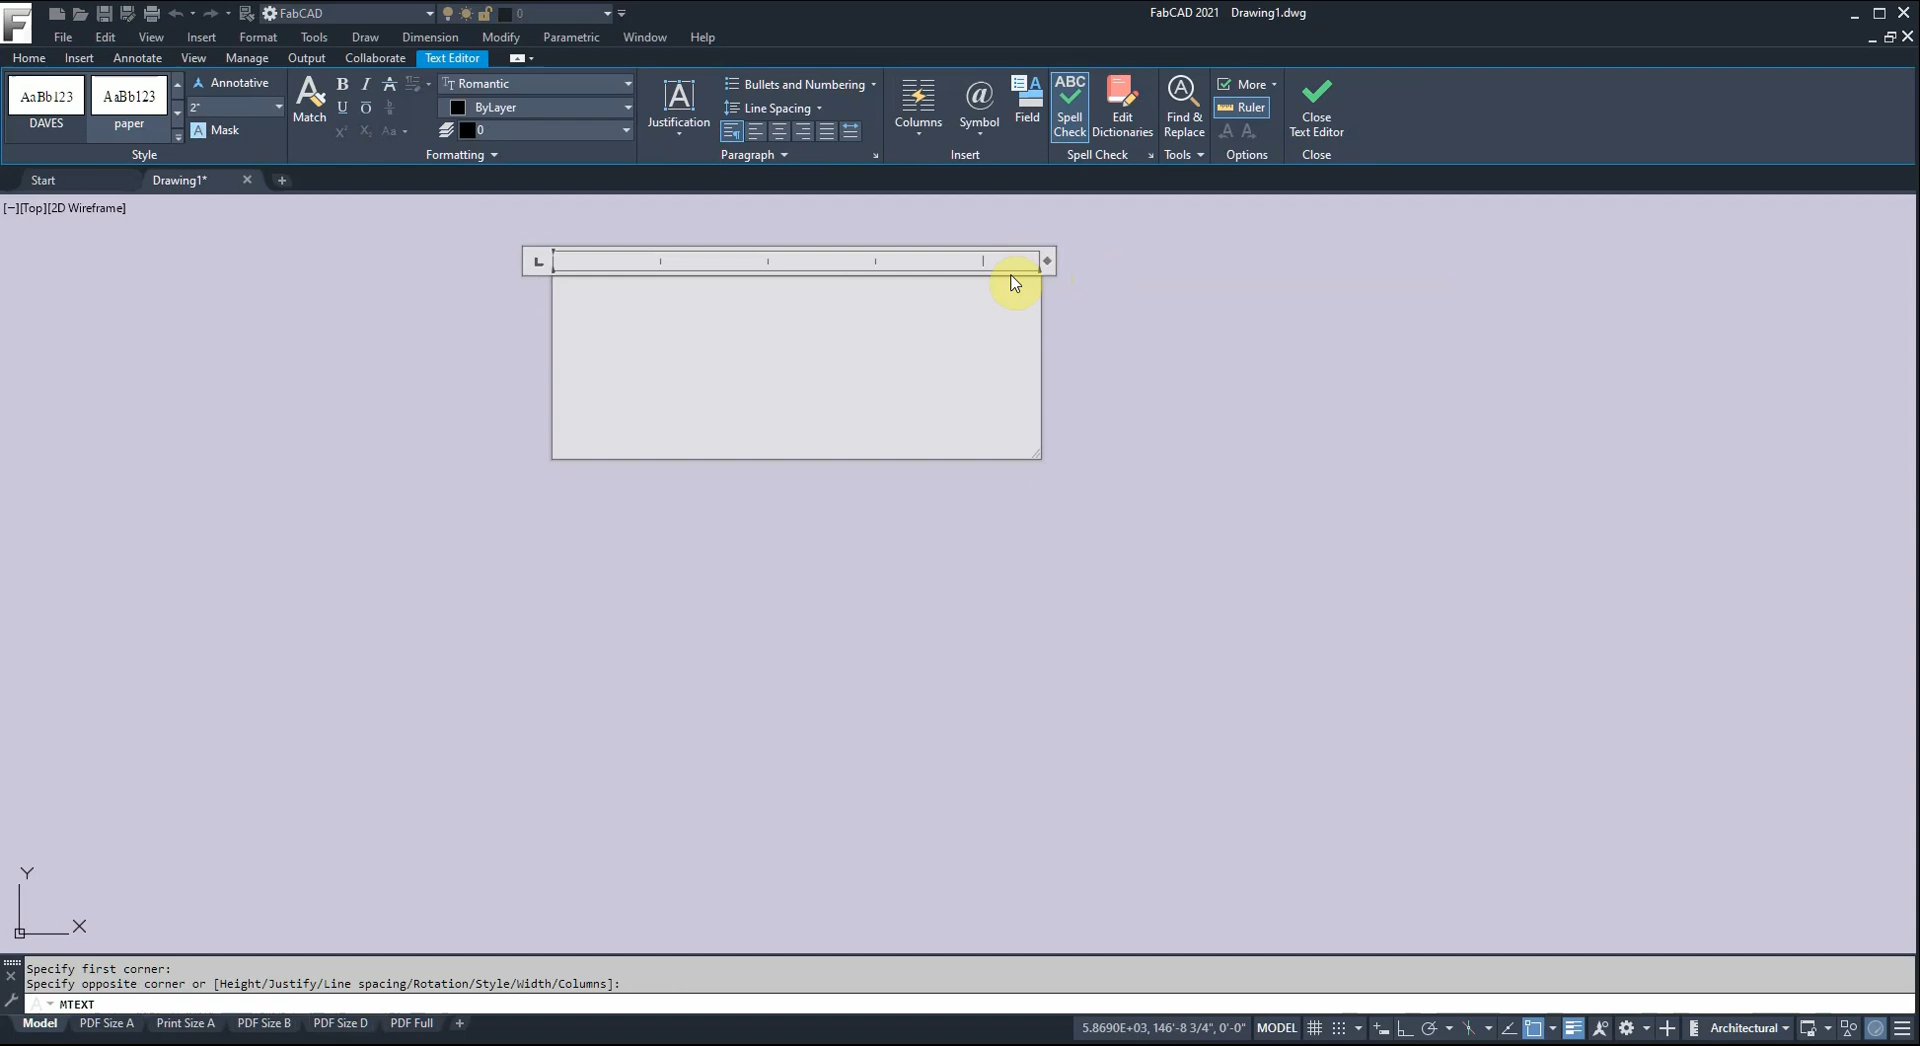 F FabCAD 0 FabCAD 2021 Drawing1.dwg
File Edit View Insert Format Tools Draw Dimension Modify Parametric Window Help
Home Insert Annotate View Manage Output Collaborate Text Editor
AaBb123 AaBb123 Annotative
DAVES paper 2"
Mask
Style
Match B I A Romantic
U O ByLayer
Aa 0
Formatting
A Justification Bullets and Numbering
Line Spacing
Paragraph
Columns @ Symbol Field
Insert
ABC Spell Check Edit Dictionaries
Spell Check
Find & Replace
Tools
More
Ruler
Options
Close Text Editor
Close
Start Drawing1* +
[−][Top][2D Wireframe]
Y
X
Specify first corner:
Specify opposite corner or [Height/Justify/Line spacing/Rotation/Style/Width/Columns]:
MTEXT
Model PDF Size A Print Size A PDF Size B PDF Size D PDF Full +
5.8690E+03, 146'-8 3/4", 0'-0" MODEL Architectural